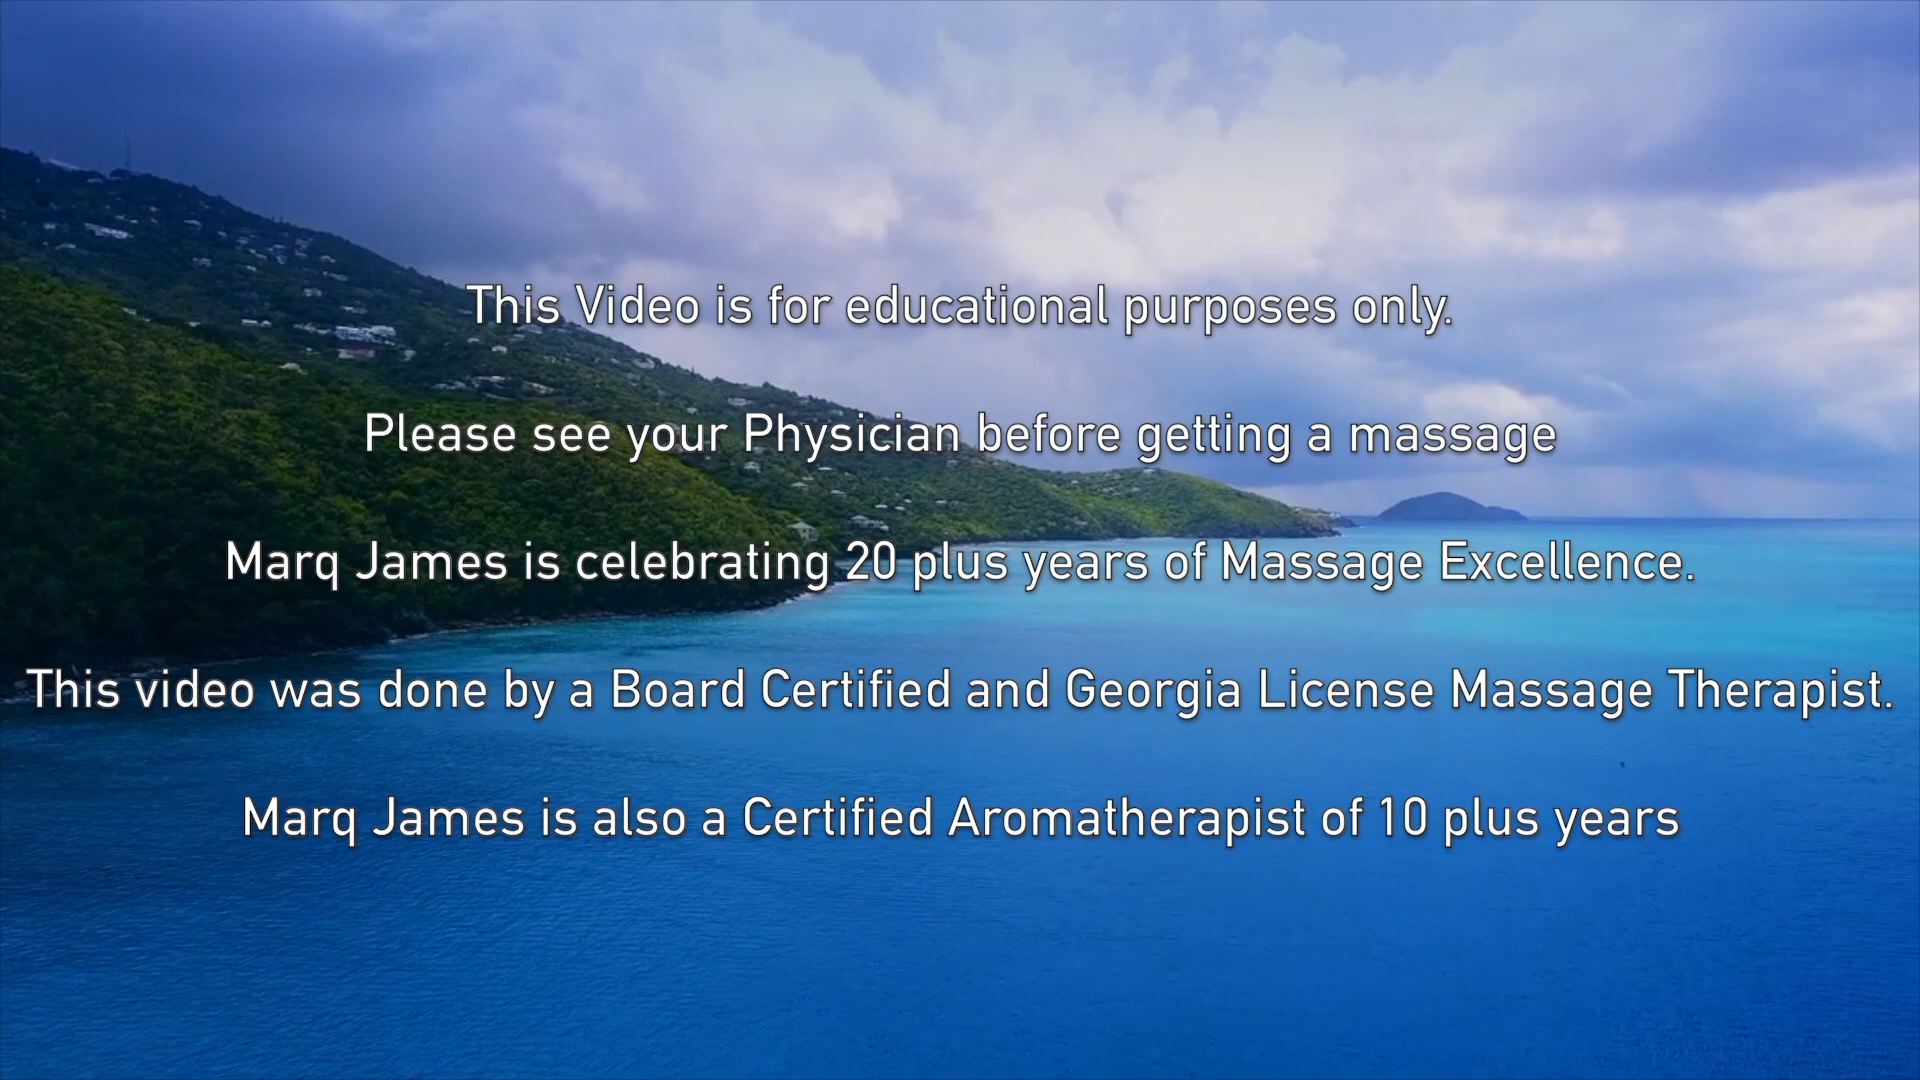 This Video is for educational purposes only.
Please see your Physician before getting a massage
Marq James is celebrating 20 plus years of Massage Excellence.
This video was done by a Board Certified and Georgia License Massage Therapist.
Marq James is also a Certified Aromatherapist of 10 plus years